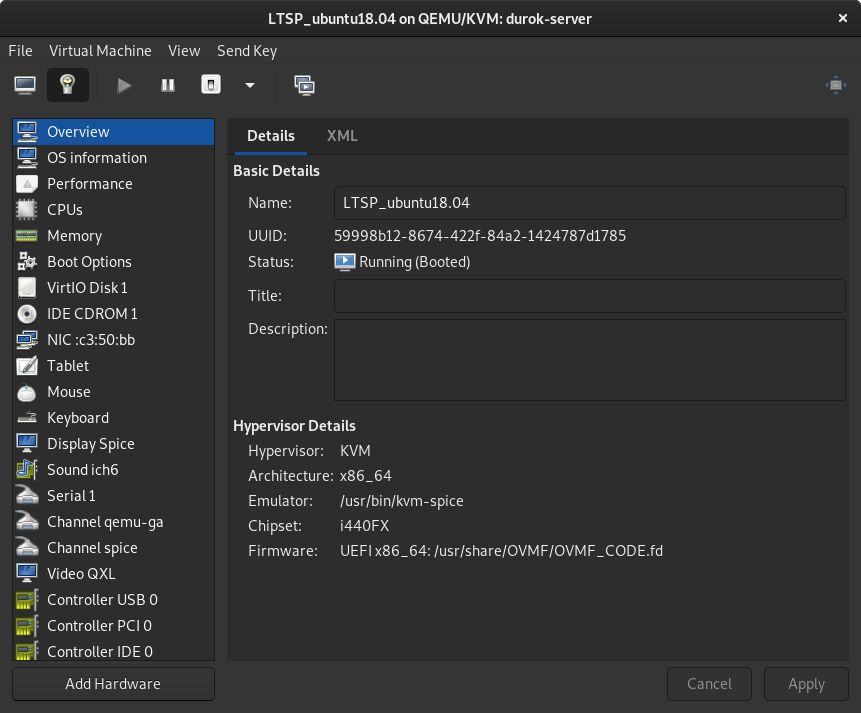 LTSP_ubuntu18.04 on QEMU/KVM: durok-server
File Virtual Machine View Send Key
Overview
OS information
Performance
CPUs
Memory
Boot Options
VirtIO Disk 1
IDE CDROM 1
NIC :c3:50:bb
Tablet
Mouse
Keyboard
Display Spice
Sound ich6
Serial 1
Channel qemu-ga
Channel spice
Video QXL
Controller USB 0
Controller PCI 0
Controller IDE 0
Add Hardware
Details XML
Basic Details
Name: LTSP_ubuntu18.04
UUID: 59998b12-8674-422f-84a2-1424787d1785
Status: Running (Booted)
Title:
Description:
Hypervisor Details
Hypervisor: KVM
Architecture: x86_64
Emulator: /usr/bin/kvm-spice
Chipset: i440FX
Firmware: UEFI x86_64: /usr/share/OVMF/OVMF_CODE.fd
Cancel Apply